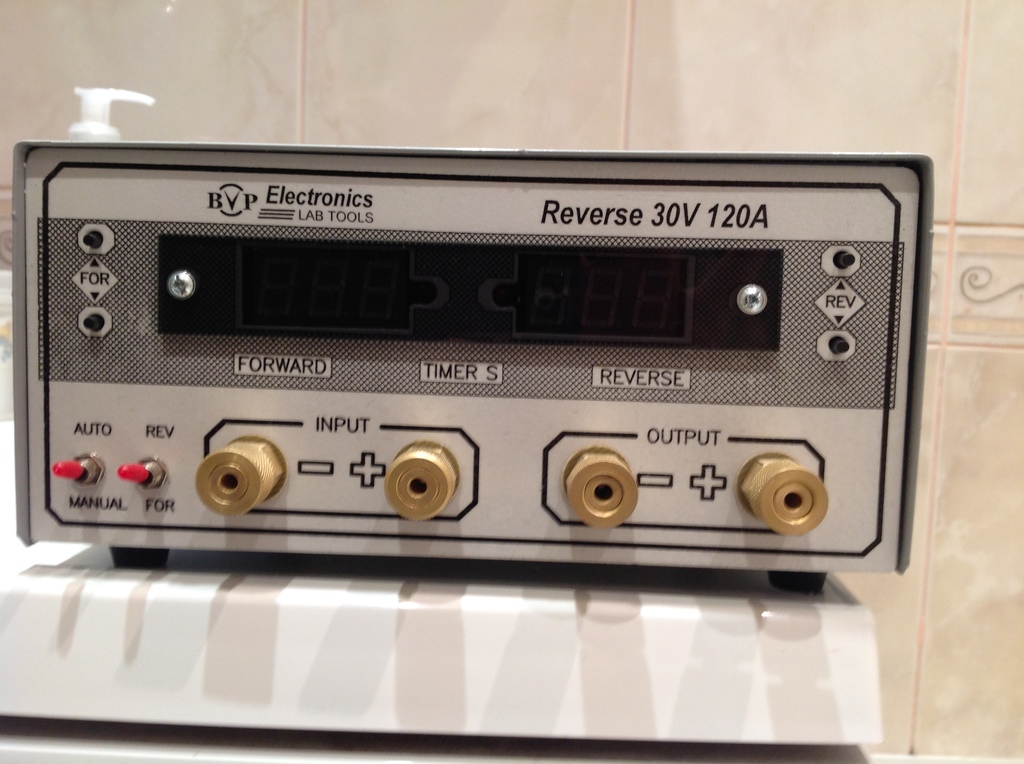 BVP Electronics
LAB TOOLS
Reverse 30V 120A
FOR
REV
FORWARD
TIMER S
REVERSE
AUTO
REV
INPUT
OUTPUT
MANUAL
FOR